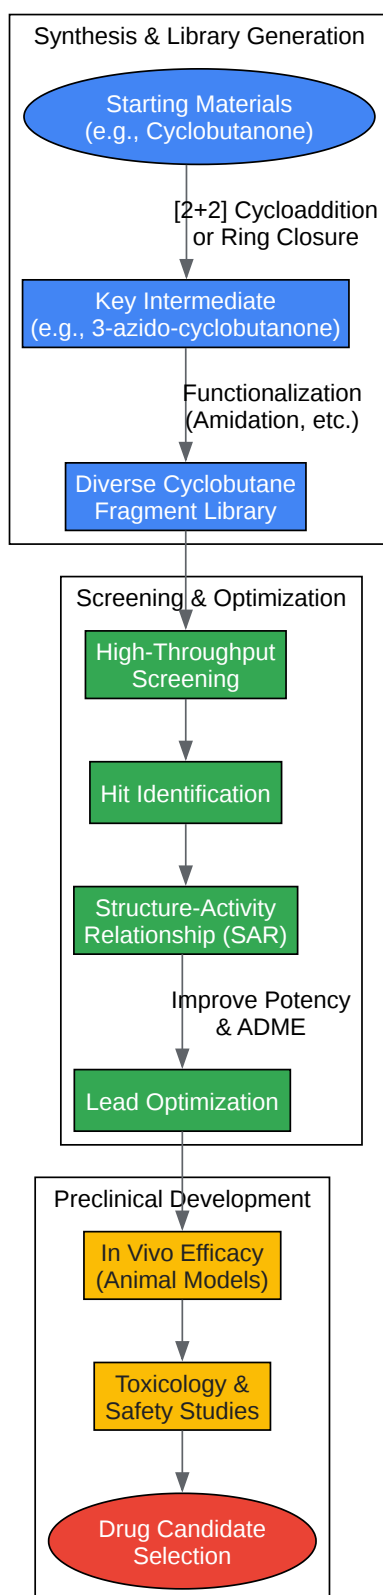 Synthesis & Library Generation
Starting Materials
(e.g., Cyclobutanone)
[2+2] Cycloaddition
or Ring Closure
Key Intermediate
(e.g., 3-azido-cyclobutanone)
Functionalization
(Amidation, etc.)
Diverse Cyclobutane
Fragment Library
Screening & Optimization
High-Throughput
Screening
Hit Identification
Structure-Activity
Relationship (SAR)
Improve Potency
& ADME
Lead Optimization
Preclinical Development
In Vivo Efficacy
(Animal Models)
Toxicology &
Safety Studies
Drug Candidate
Selection